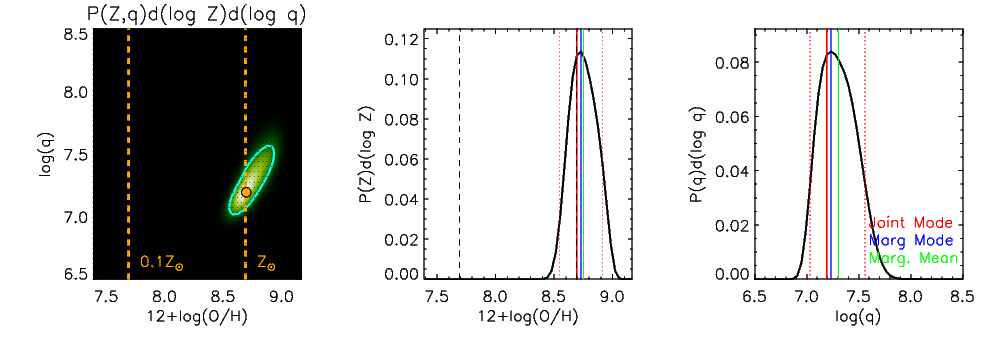 P(Z,q)d(log Z)d(log q)
log(q)
8.5
8.0
7.5
7.0
6.5
0.1Z⊙
Z⊙
7.5 8.0 8.5 9.0
12+log(O/H)
P(Z)d(log Z)
0.12
0.10
0.08
0.06
0.04
0.02
0.00
7.5 8.0 8.5 9.0
12+log(O/H)
P(q)d(log q)
0.08
0.06
0.04
0.02
0.00
Joint Mode
Marg Mode
Marg. Mean
6.5 7.0 7.5 8.0 8.5
log(q)